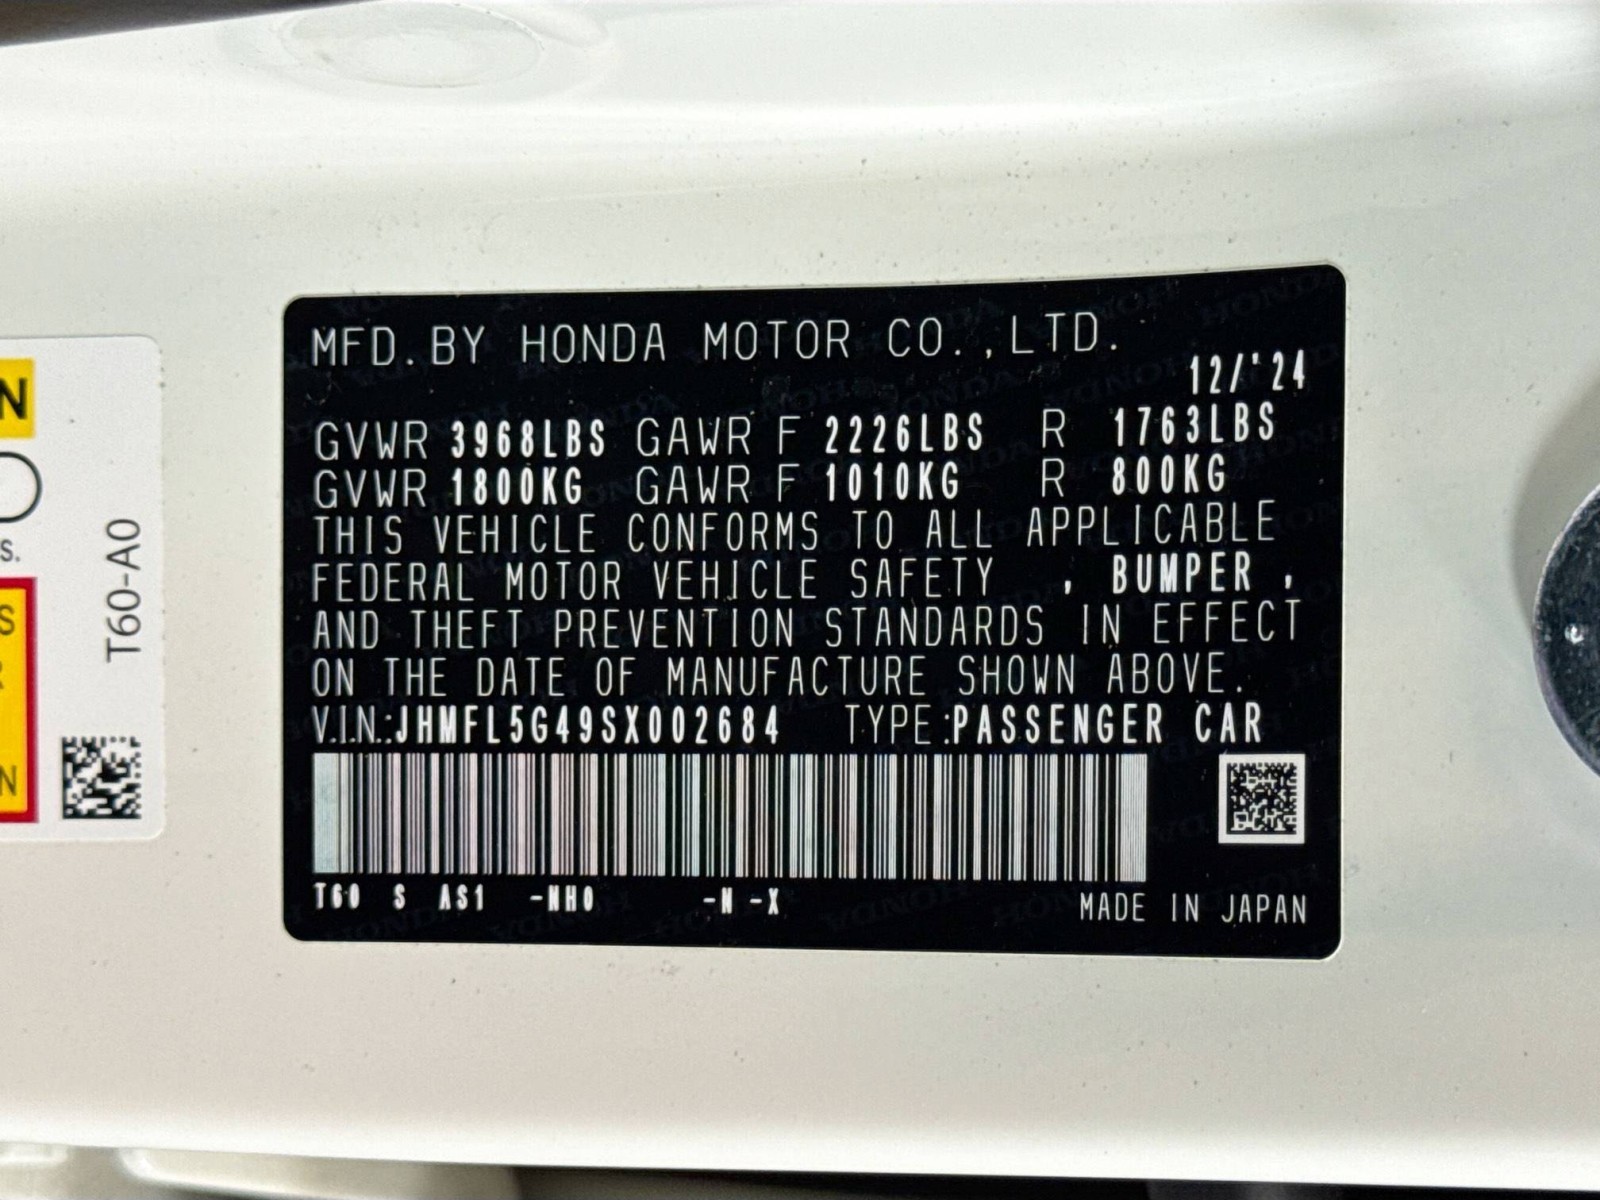 MFD.BY HONDA MOTOR CO.,LTD.
12/'24
GVWR 3968LBS GAWR F 2226LBS R 1763LBS
GVWR 1800KG GAWR F 1010KG R 800KG
THIS VEHICLE CONFORMS TO ALL APPLICABLE
FEDERAL MOTOR VEHICLE SAFETY , BUMPER ,
AND THEFT PREVENTION STANDARDS IN EFFECT
ON THE DATE OF MANUFACTURE SHOWN ABOVE.
V.I.N.:JHMFL5G49SX002684 TYPE:PASSENGER CAR
T60 S AS1 -NH0 -N -X
MADE IN JAPAN
T60-A0